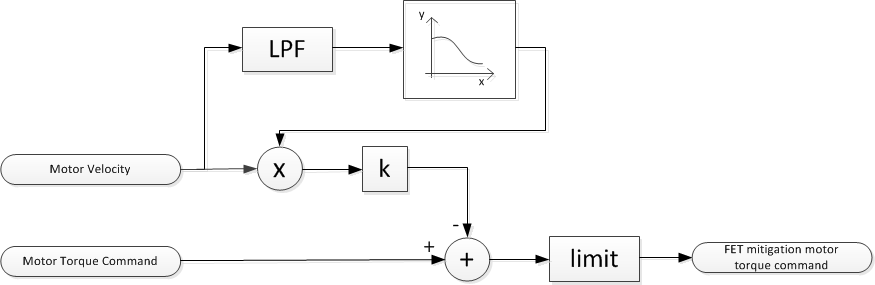 y
LPF
x
Motor Velocity
x
k
-
+
Motor Torque Command
+
limit
FET mitigation motor
torque command